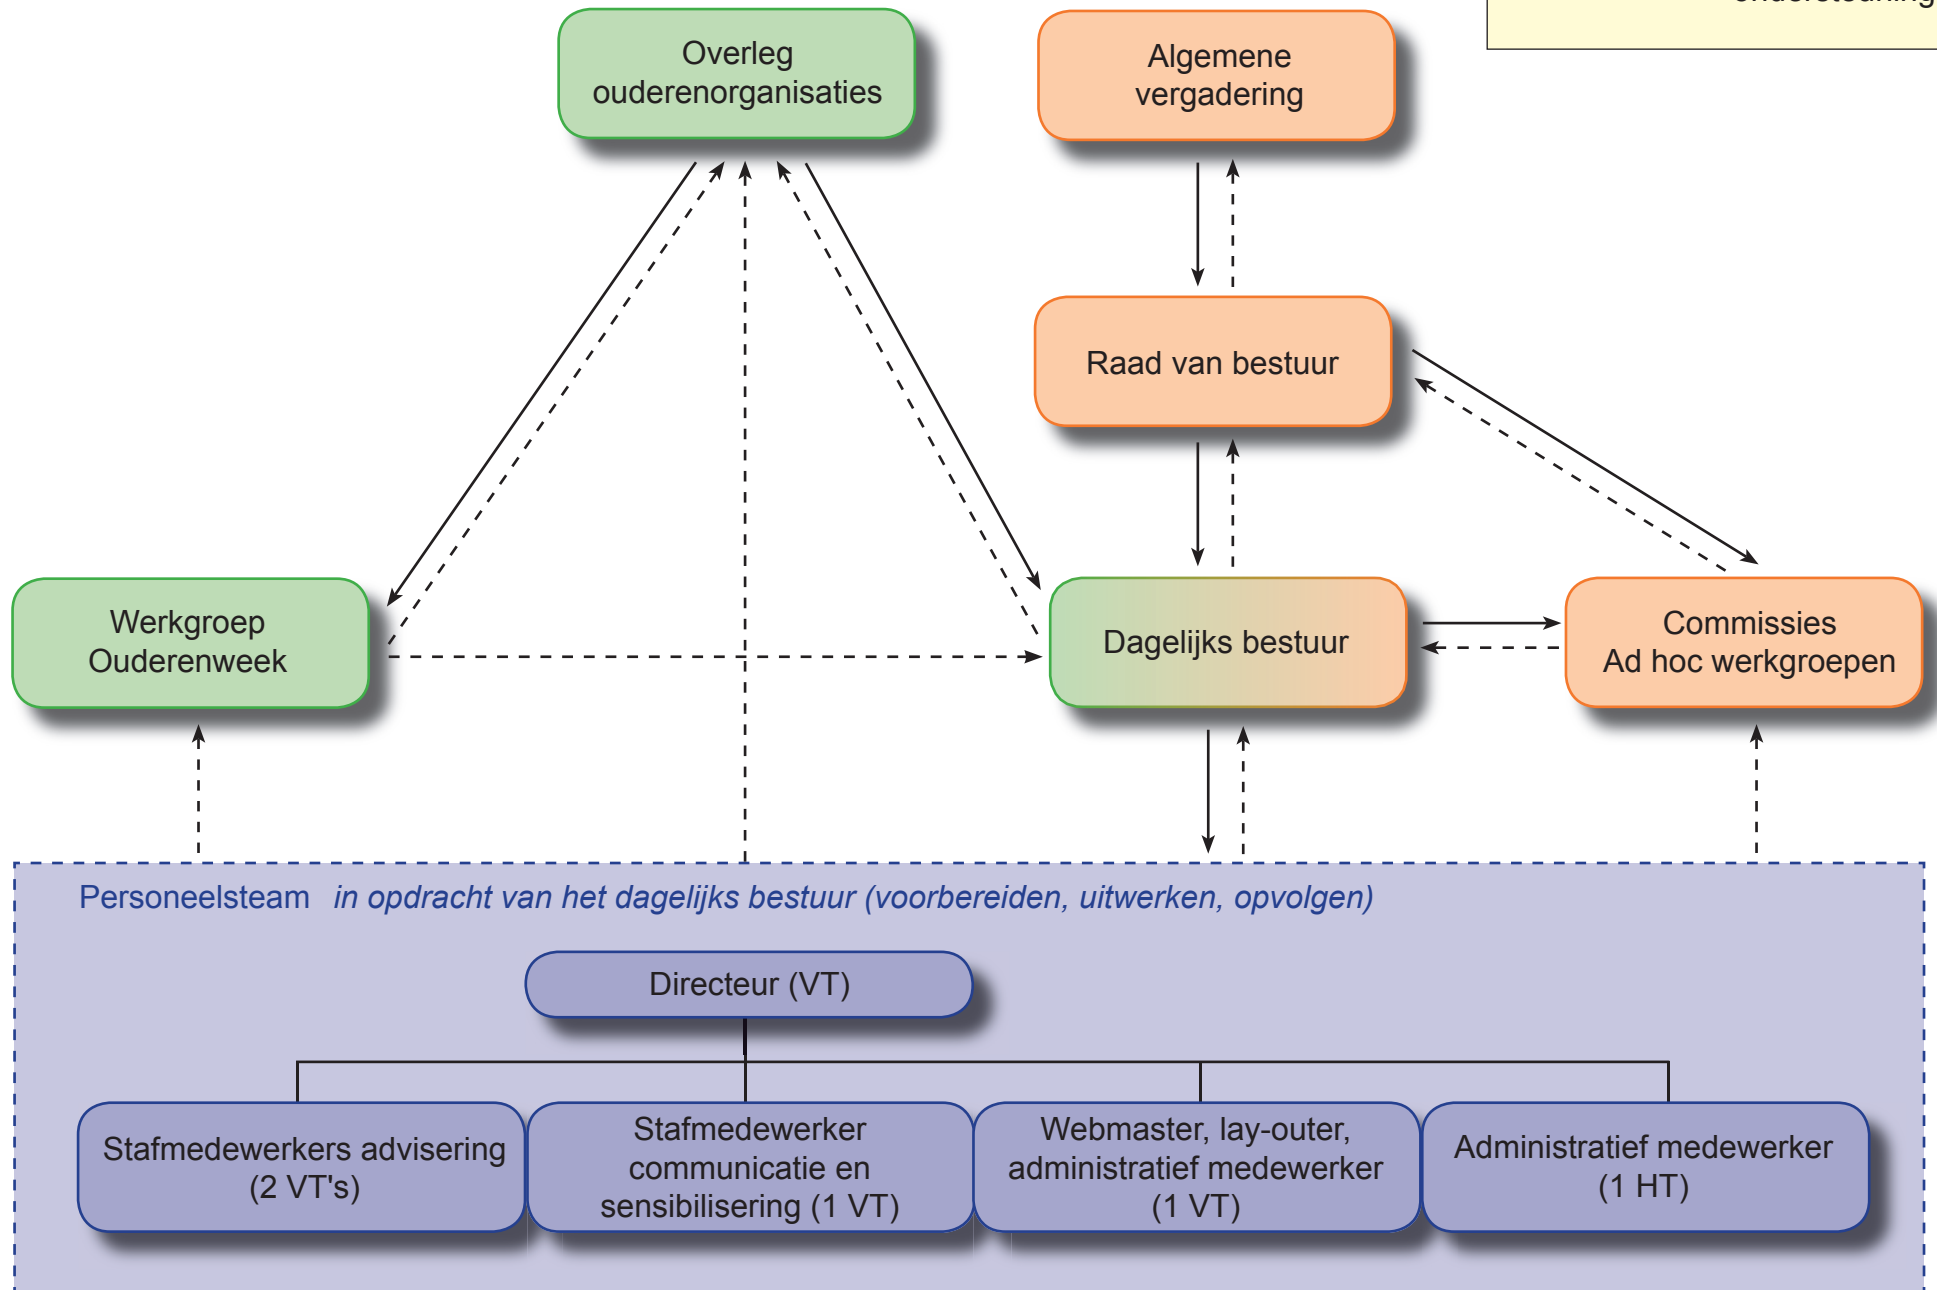 ondersteuning
Overleg
ouderenorganisaties
Algemene
vergadering
Raad van bestuur
Werkgroep
Ouderenweek
Dagelijks bestuur
Commissies
Ad hoc werkgroepen
Personeelsteam in opdracht van het dagelijks bestuur (voorbereiden, uitwerken, opvolgen)
Directeur (VT)
Stafmedewerkers advisering
(2 VT's)
Stafmedewerker
communicatie en
sensibilisering (1 VT)
Webmaster, lay-outer,
administratief medewerker
(1 VT)
Administratief medewerker
(1 HT)